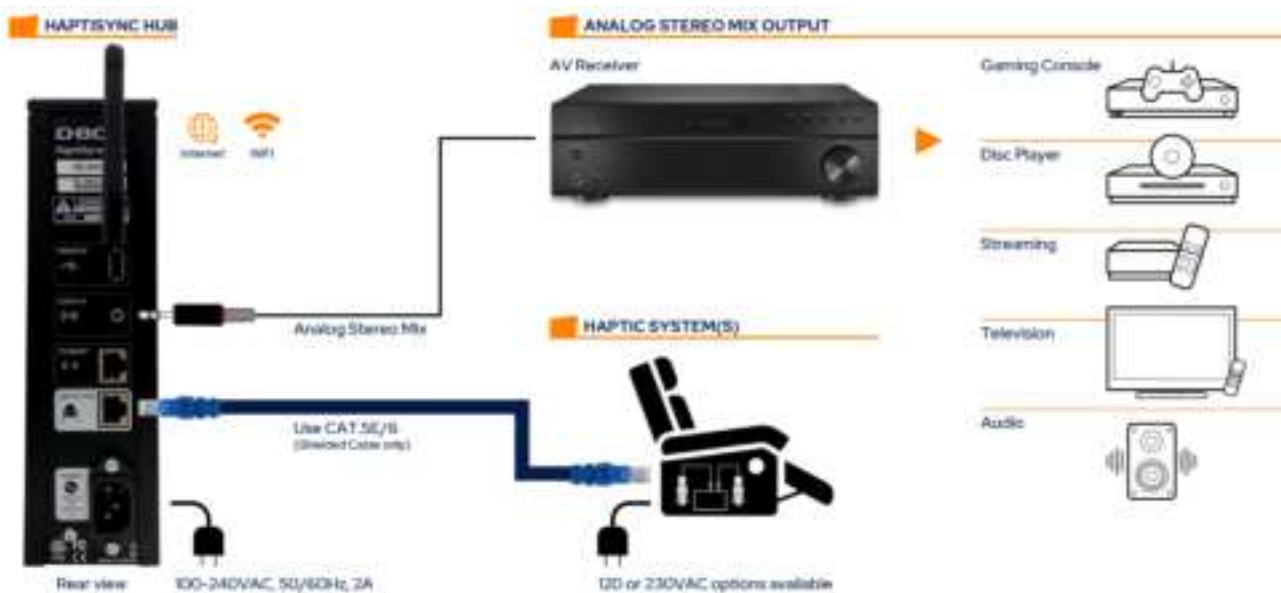 HAPTISYNC HUB
Internet
WiFi
Analog Stereo Mix
Use CAT 5E/6
(Shielded Cable only)
Rear view
100-240VAC, 50/60Hz, 2A
ANALOG STEREO MIX OUTPUT
AV Receiver
HAPTIC SYSTEM(S)
120 or 230VAC options available
Gaming Console
Disc Player
Streaming
Television
Audio